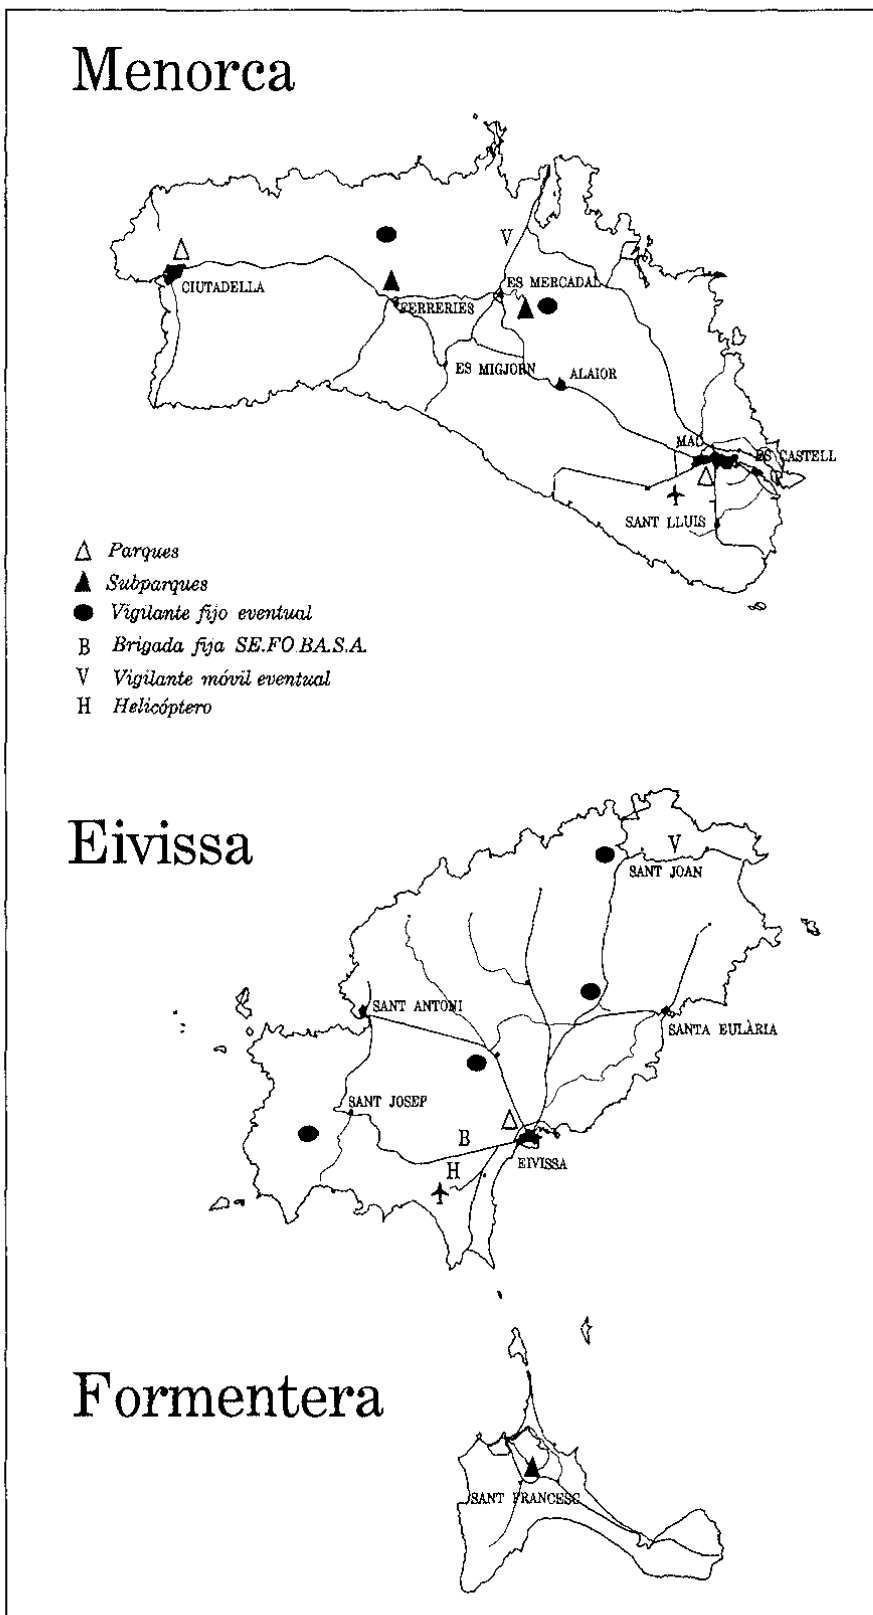 Menorca
V
CIUTADELLA
ES MERCADAL
FERRERIES
ES MIGJORN
ALAIOR
MAÓ
ES CASTELL
SANT LLUIS
Parques
Subparques
Vigilante fijo eventual
B Brigada fija SE.FO.BA.S.A.
V Vigilante móvil eventual
H Helicóptero
Eivissa
V
SANT JOAN
SANT ANTONI
SANTA EULÀRIA
SANT JOSEP
B
EIVISSA
H
Formentera
SANT FRANCESC